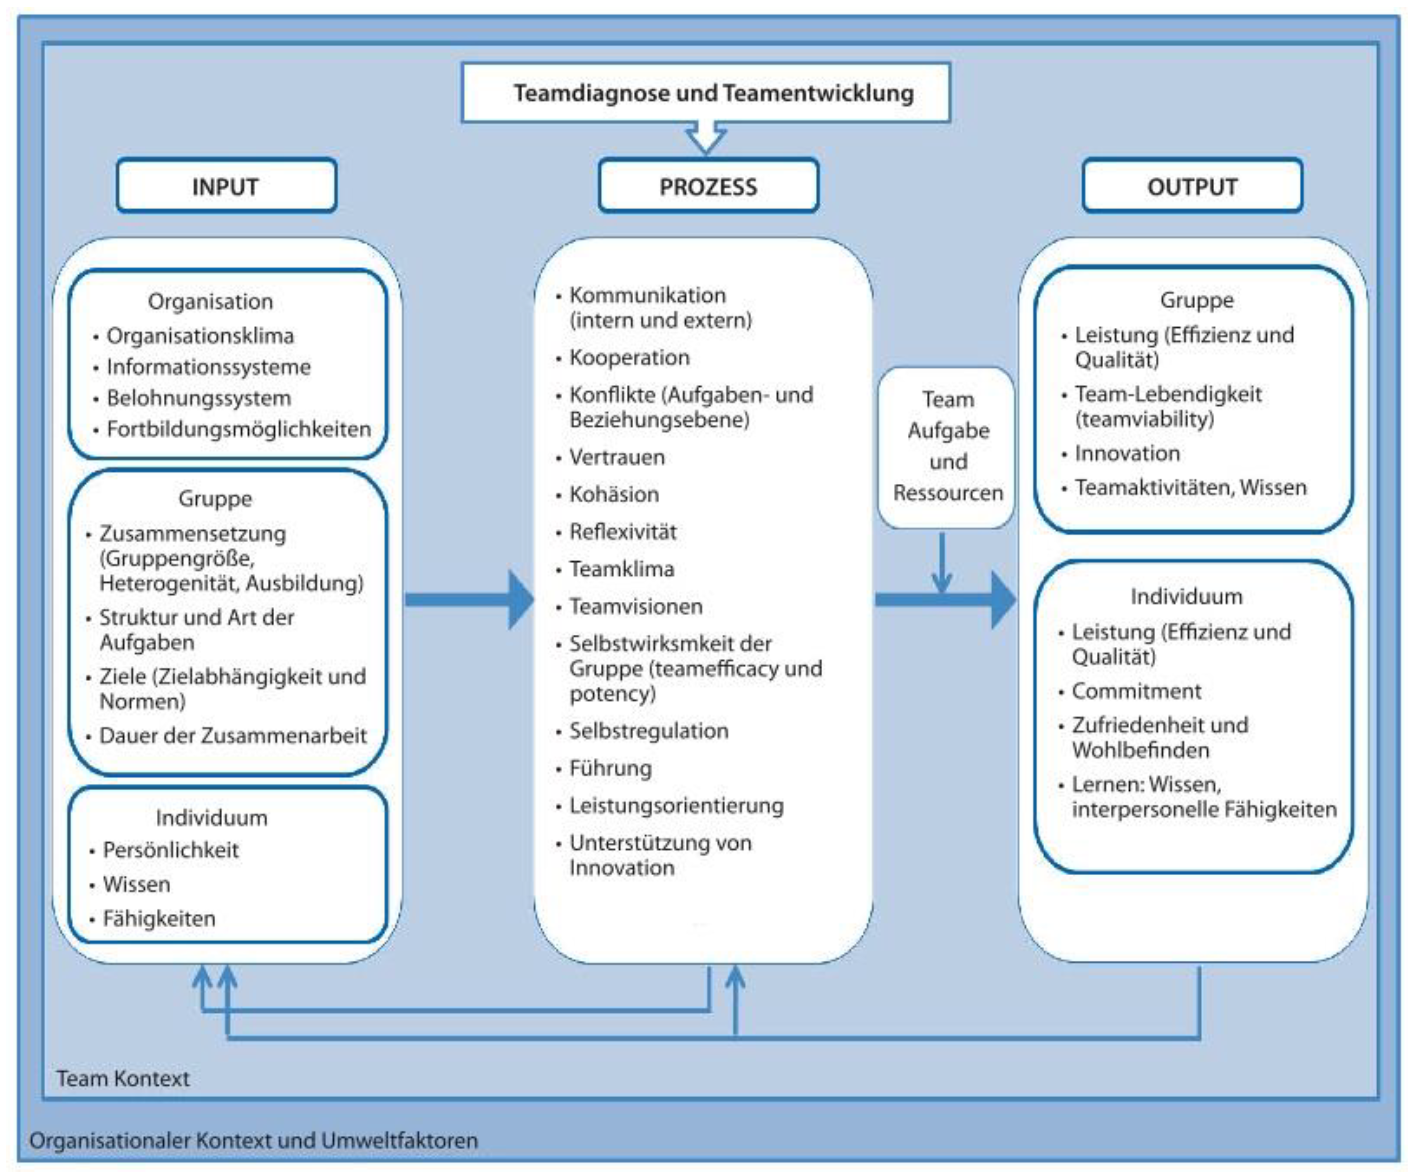 Teamdiagnose und Teamentwicklung
INPUT
PROZESS
OUTPUT
Organisation
• Organisationsklima
• Informationssysteme
• Belohnungssystem
• Fortbildungsmöglichkeiten
Gruppe
• Zusammensetzung
(Gruppengröße,
Heterogenität, Ausbildung)
• Struktur und Art der
Aufgaben
• Ziele (Zielabhängigkeit und
Normen)
• Dauer der Zusammenarbeit
Individuum
• Persönlichkeit
• Wissen
• Fähigkeiten
• Kommunikation
(intern und extern)
• Kooperation
• Konflikte (Aufgaben- und
Beziehungsebene)
• Vertrauen
• Kohäsion
• Reflexivität
• Teamklima
• Teamvisionen
• Selbstwirksmkeit der
Gruppe (teamefficacy und
potency)
• Selbstregulation
• Führung
• Leistungsorientierung
• Unterstützung von
Innovation
Team
Aufgabe
und
Ressourcen
Gruppe
• Leistung (Effizienz und
Qualität)
• Team-Lebendigkeit
(teamviability)
• Innovation
• Teamaktivitäten, Wissen
Individuum
• Leistung (Effizienz und
Qualität)
• Commitment
• Zufriedenheit und
Wohlbefinden
• Lernen: Wissen,
interpersonelle Fähigkeiten
Team Kontext
Organisationaler Kontext und Umweltfaktoren